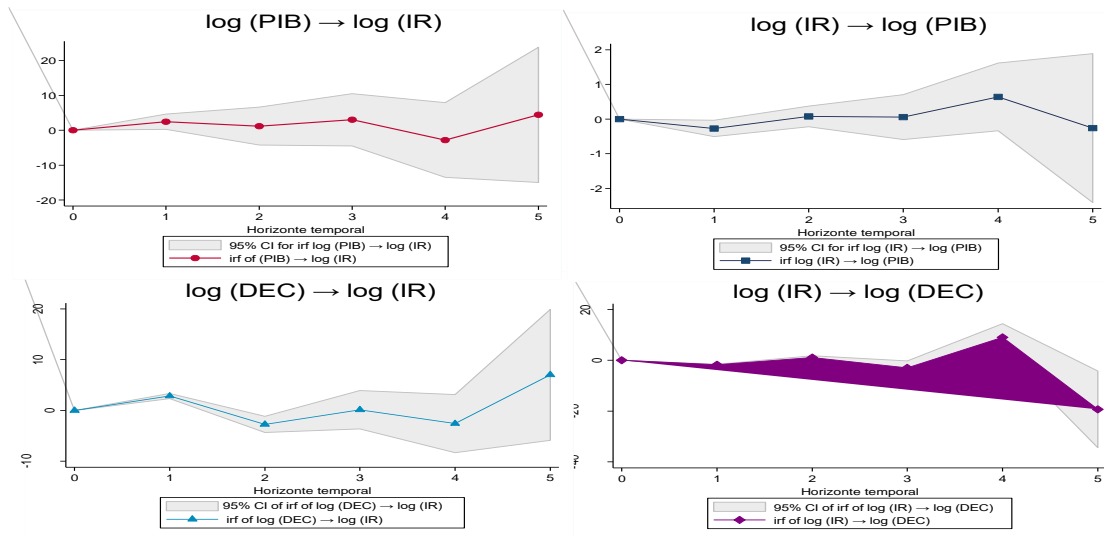 log (PIB) → log (IR)
20
10
0
-10
-20
0 1 2 3 4 5
Horizonte temporal
95% CI for irf log (PIB) → log (IR)
irf of (PIB) → log (IR)
log (IR) → log (PIB)
2
1
0
-1
-2
0 1 2 3 4 5
Horizonte temporal
95% CI for irf log (IR) → log (PIB)
irf log (IR) → log (PIB)
log (DEC) → log (IR)
20
10
0
-10
0 1 2 3 4 5
Horizonte temporal
95% CI of irf of log (DEC) → log (IR)
irf of log (DEC) → log (IR)
log (IR) → log (DEC)
20
0
-20
-40
0 1 2 3 4 5
Horizonte temporal
95% CI of irf of log (IR) → log (DEC)
irf of log (IR) → log (DEC)